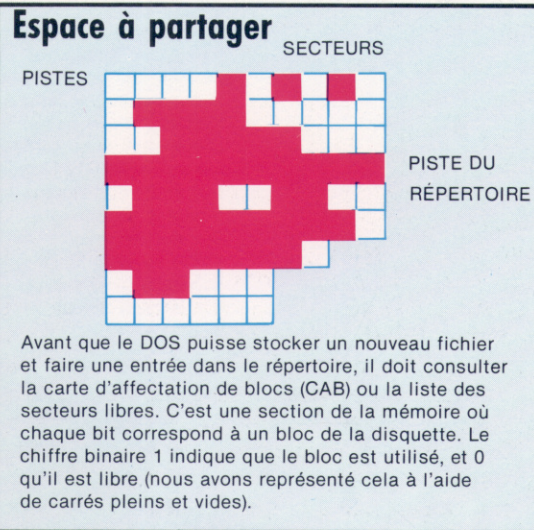 Espace à partager
SECTEURS
PISTES
PISTE DU
RÉPERTOIRE
Avant que le DOS puisse stocker un nouveau fichier
et faire une entrée dans le répertoire, il doit consulter
la carte d'affectation de blocs (CAB) ou la liste des
secteurs libres. C'est une section de la mémoire où
chaque bit correspond à un bloc de la disquette. Le
chiffre binaire 1 indique que le bloc est utilisé, et 0
qu'il est libre (nous avons représenté cela à l'aide
de carrés pleins et vides).